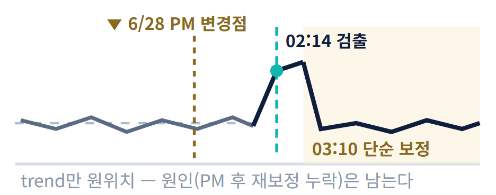 ▼ 6/28 PM 변경점
02:14 검출
03:10 단순 보정
trend만 원위치 — 원인(PM 후 재보정 누락)은 남는다